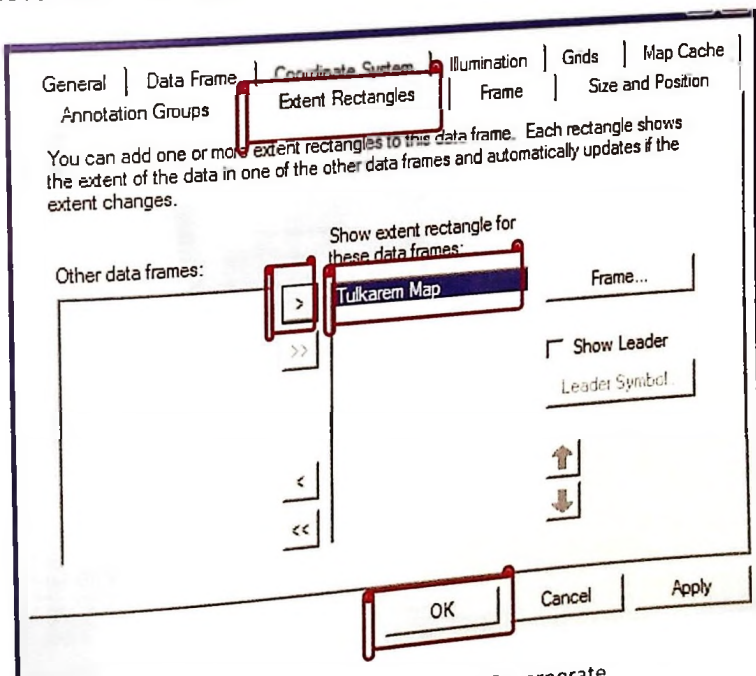 General Data Frame Coordinate System Illumination Grids Map Cache
Annotation Groups Extent Rectangles Frame Size and Position
You can add one or more extent rectangles to this data frame. Each rectangle shows
the extent of the data in one of the other data frames and automatically updates if the
extent changes.
Show extent rectangle for
these data frames:
Other data frames:
Tulkarem Map
Frame...
>
>>
Show Leader
Leader Symbol...
<
<<
OK Cancel Apply